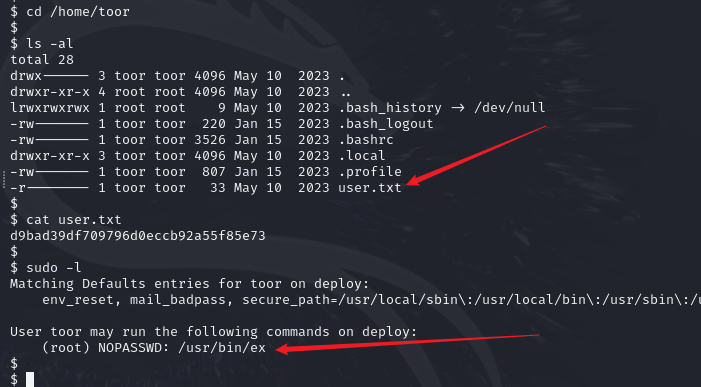 $ cd /home/toor
$
$ ls -al
total 28
drwx------ 3 toor toor 4096 May 10  2023 .
drwxr-xr-x 4 root root 4096 May 10  2023 ..
lrwxrwxrwx 1 root root    9 May 10  2023 .bash_history -> /dev/null
-rw------- 1 toor toor  220 Jan 15  2023 .bash_logout
-rw------- 1 toor toor 3526 Jan 15  2023 .bashrc
drwxr-xr-x 3 toor toor 4096 May 10  2023 .local
-rw------- 1 toor toor  807 Jan 15  2023 .profile
-r-------- 1 toor toor   33 May 10  2023 user.txt
$
$ cat user.txt
d9bad39df709796d0eccb92a55f85e73
$
$ sudo -l
Matching Defaults entries for toor on deploy:
    env_reset, mail_badpass, secure_path=/usr/local/sbin\:/usr/local/bin\:/usr/sbin\:/u

User toor may run the following commands on deploy:
    (root) NOPASSWD: /usr/bin/ex
$
$